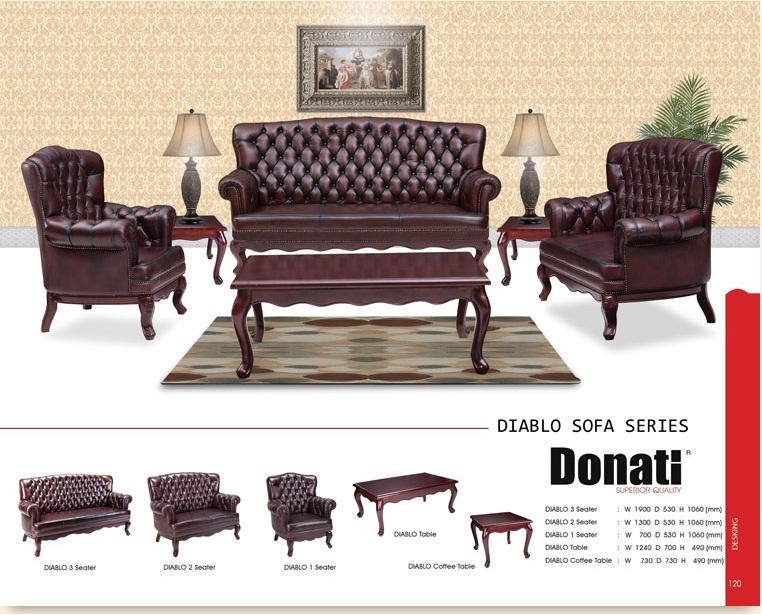 DIABLO SOFA SERIES
Donati R
SUPERIOR QUALITY
DIABLO 3 Seater : W 1900 D 530 H 1060 (mm)
DIABLO 2 Seater : W 1300 D 530 H 1060 (mm)
DIABLO 1 Seater : W 700 D 530 H 1060 (mm)
DIABLO Table : W 1240 D 700 H 490 (mm)
DIABLO Coffee Table : W 730 D 730 H 490 (mm)
DIABLO 3 Seater
DIABLO 2 Seater
DIABLO 1 Seater
DIABLO Table
DIABLO Coffee Table
DESKING
120